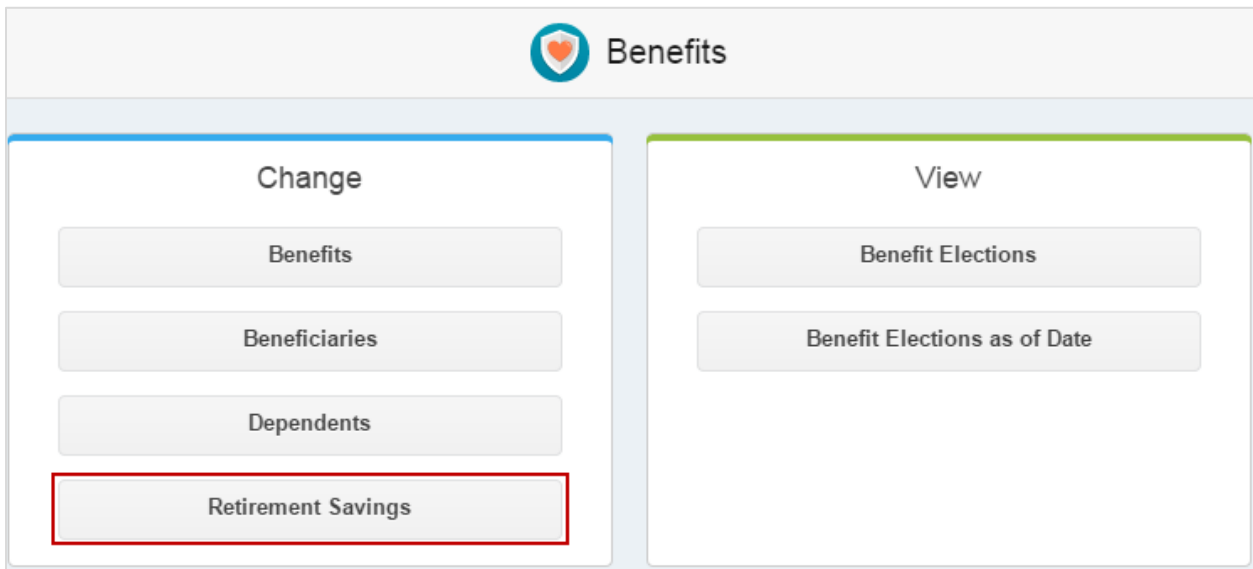 Benefits
Change
Benefits
Beneficiaries
Dependents
Retirement Savings
View
Benefit Elections
Benefit Elections as of Date